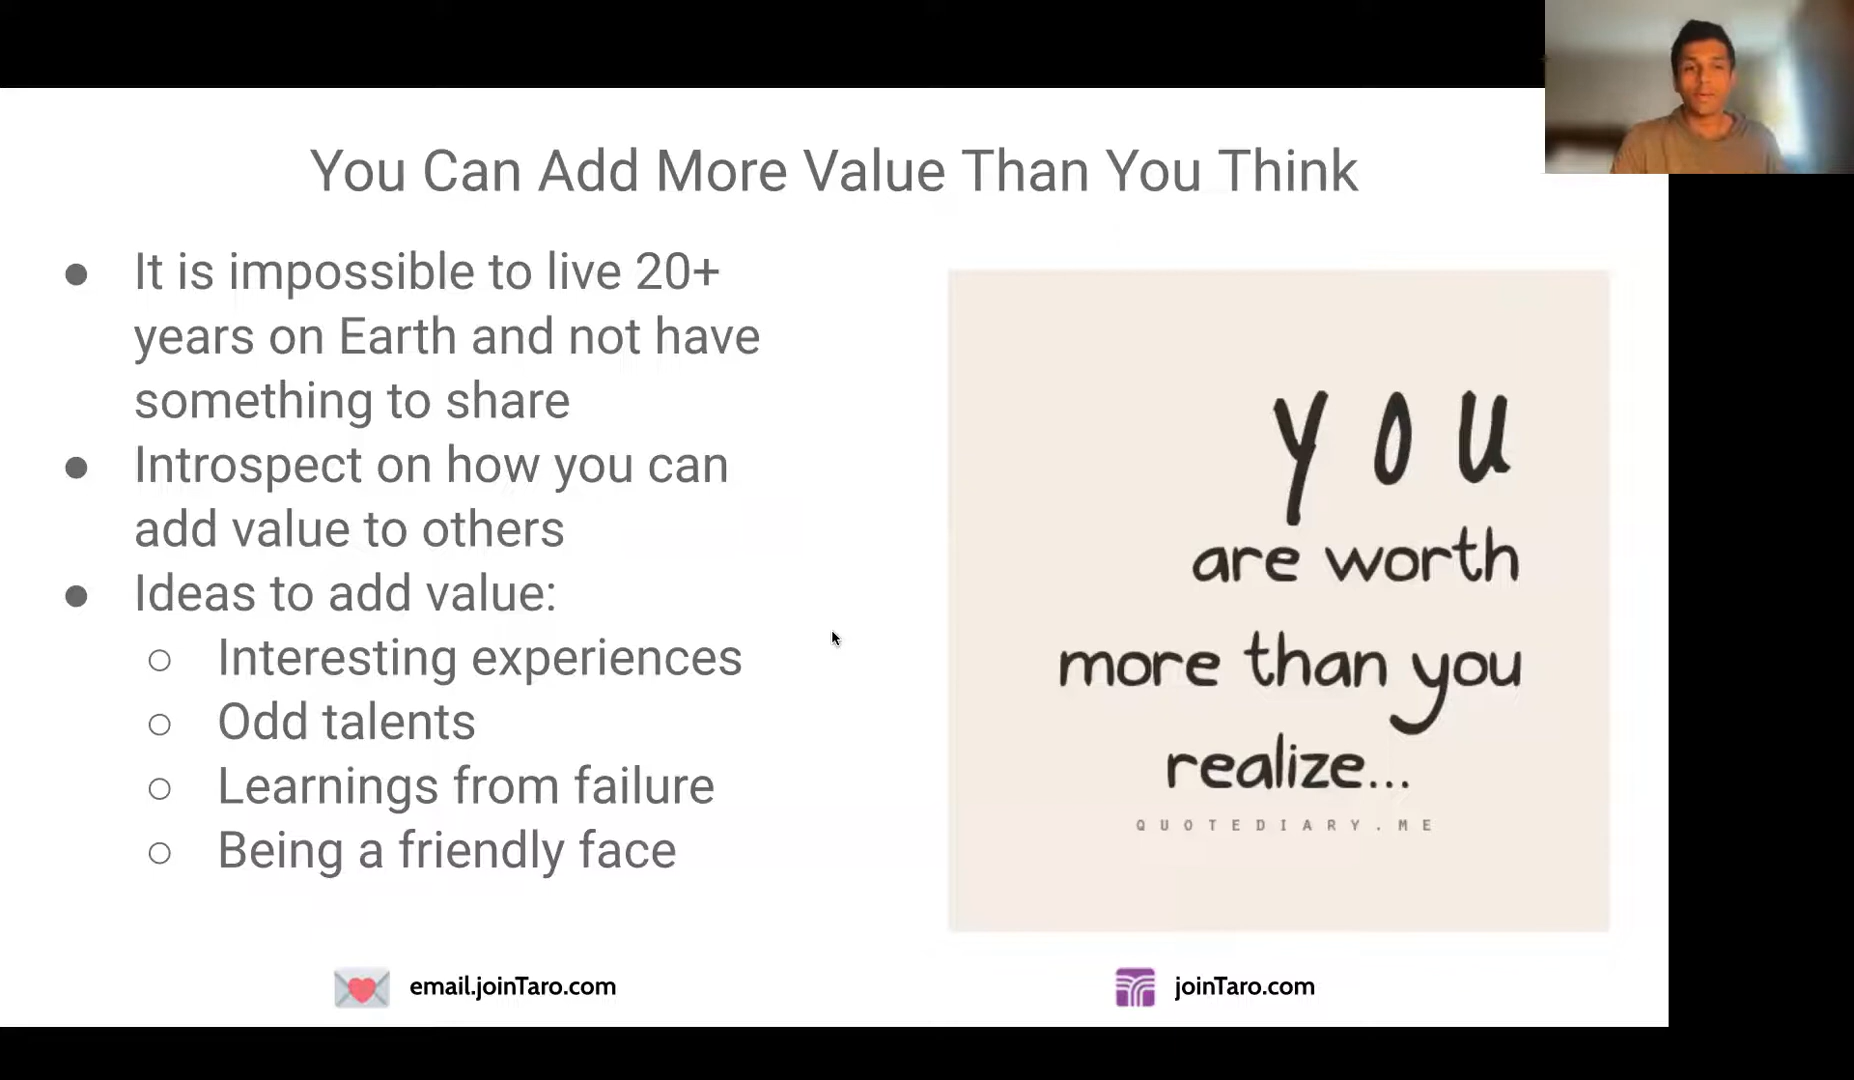 You Can Add More Value Than You Think
● It is impossible to live 20+
years on Earth and not have
something to share
● Introspect on how you can
add value to others
● Ideas to add value:
○ Interesting experiences
○ Odd talents
○ Learnings from failure
○ Being a friendly face
you
are worth
more than you
realize...
QUOTEDIARY.ME
email.joinTaro.com
joinTaro.com